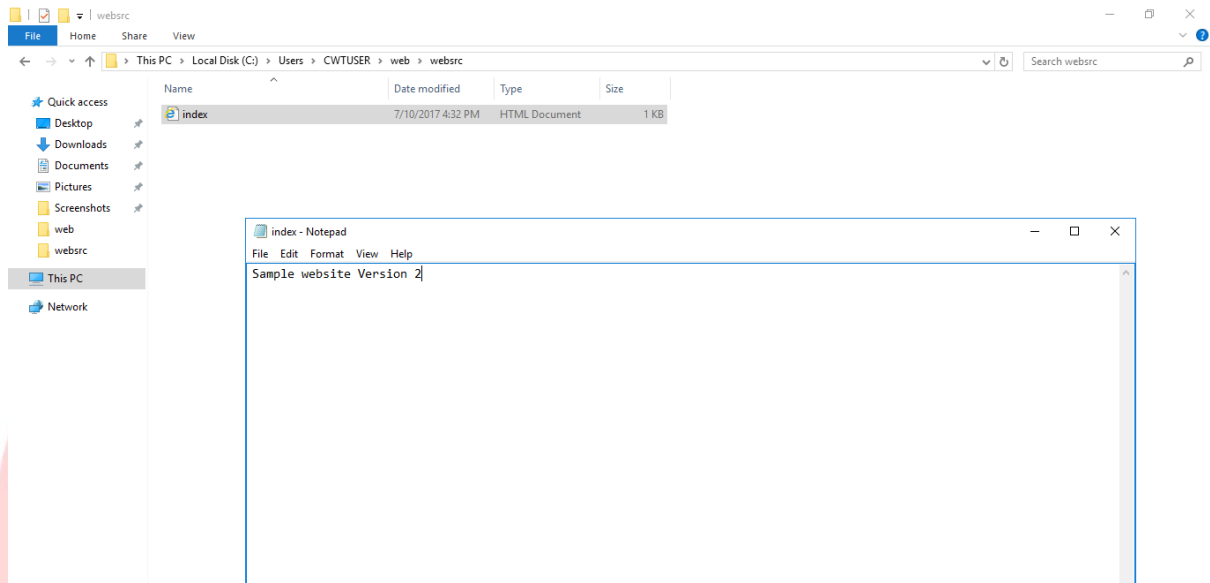 websrc
File Home Share View
This PC > Local Disk (C:) > Users > CWTUSER > web > websrc
Search websrc
Name Date modified Type Size
index 7/10/2017 4:32 PM HTML Document 1 KB
Quick access
Desktop
Downloads
Documents
Pictures
Screenshots
web
websrc
This PC
Network
index - Notepad
File Edit Format View Help
Sample website Version 2